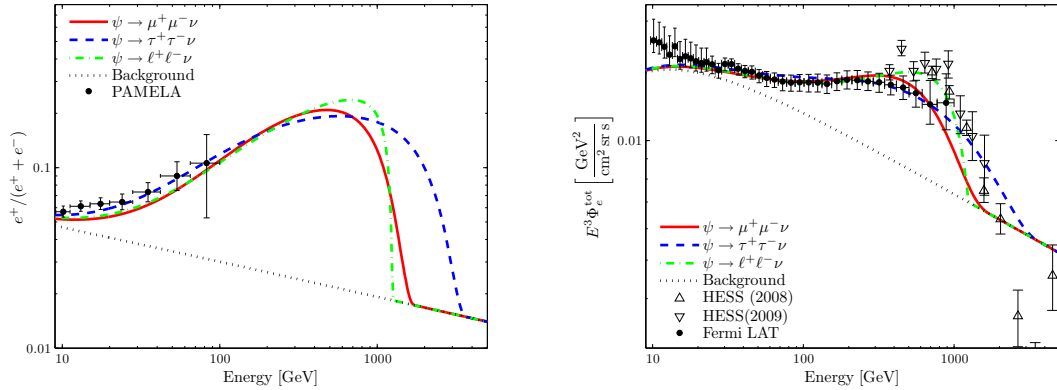 0.1
0.01
e⁺/(e⁺ + e⁻)
ψ → μ⁺μ⁻ν
ψ → τ⁺τ⁻ν
ψ → ℓ⁺ℓ⁻ν
Background
PAMELA
10 100 1000
Energy [GeV]
0.01
E³Φₑᵗᵒᵗ [GeV² / cm² sr s]
ψ → μ⁺μ⁻ν
ψ → τ⁺τ⁻ν
ψ → ℓ⁺ℓ⁻ν
Background
HESS (2008)
HESS(2009)
Fermi LAT
10 100 1000
Energy [GeV]